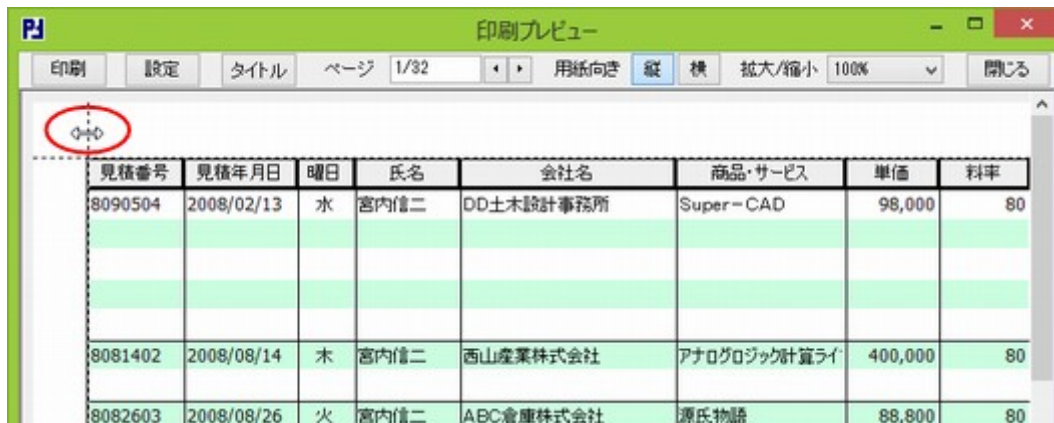 印刷プレビュー
印刷 設定 タイトル ページ 1/32 用紙向き 縦 横 拡大/縮小 100% 閉じる
見積番号 見積年月日 曜日 氏名 会社名 商品・サービス 単価 料率
8090504 2008/02/13 水 宮内信二 DD土木設計事務所 Super-CAD 98,000 80
8081402 2008/08/14 木 宮内信二 西山産業株式会社 アナログロジック計算ライ 400,000 80
8082603 2008/08/26 火 宮内信二 ABC倉庫株式会社 源氏物語 88,800 80